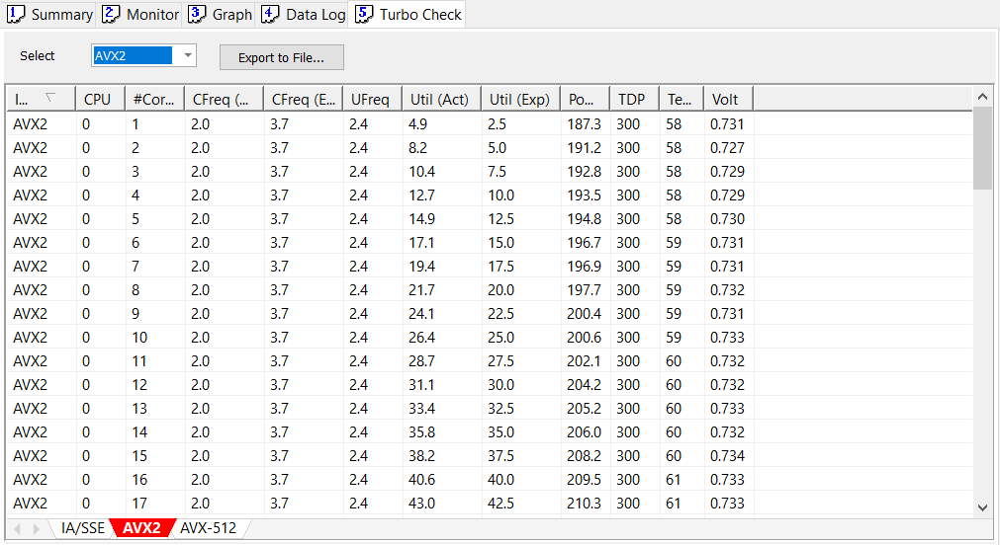 1 Summary 2 Monitor 3 Graph 4 Data Log 5 Turbo Check
Select AVX2 Export to File...
I... CPU #Cor... CFreq (... CFreq (E... UFreq Util (Act) Util (Exp) Po... TDP Te... Volt
AVX2 0 1 2.0 3.7 2.4 4.9 2.5 187.3 300 58 0.731
AVX2 0 2 2.0 3.7 2.4 8.2 5.0 191.2 300 58 0.727
AVX2 0 3 2.0 3.7 2.4 10.4 7.5 192.8 300 58 0.729
AVX2 0 4 2.0 3.7 2.4 12.7 10.0 193.5 300 58 0.729
AVX2 0 5 2.0 3.7 2.4 14.9 12.5 194.8 300 58 0.730
AVX2 0 6 2.0 3.7 2.4 17.1 15.0 196.7 300 59 0.731
AVX2 0 7 2.0 3.7 2.4 19.4 17.5 196.9 300 59 0.731
AVX2 0 8 2.0 3.7 2.4 21.7 20.0 197.7 300 59 0.732
AVX2 0 9 2.0 3.7 2.4 24.1 22.5 200.4 300 59 0.731
AVX2 0 10 2.0 3.7 2.4 26.4 25.0 200.6 300 59 0.733
AVX2 0 11 2.0 3.7 2.4 28.7 27.5 202.1 300 60 0.732
AVX2 0 12 2.0 3.7 2.4 31.1 30.0 204.2 300 60 0.732
AVX2 0 13 2.0 3.7 2.4 33.4 32.5 205.2 300 60 0.733
AVX2 0 14 2.0 3.7 2.4 35.8 35.0 206.0 300 60 0.732
AVX2 0 15 2.0 3.7 2.4 38.2 37.5 208.2 300 60 0.734
AVX2 0 16 2.0 3.7 2.4 40.6 40.0 209.5 300 61 0.733
AVX2 0 17 2.0 3.7 2.4 43.0 42.5 210.3 300 61 0.733
IA/SSE AVX2 AVX-512